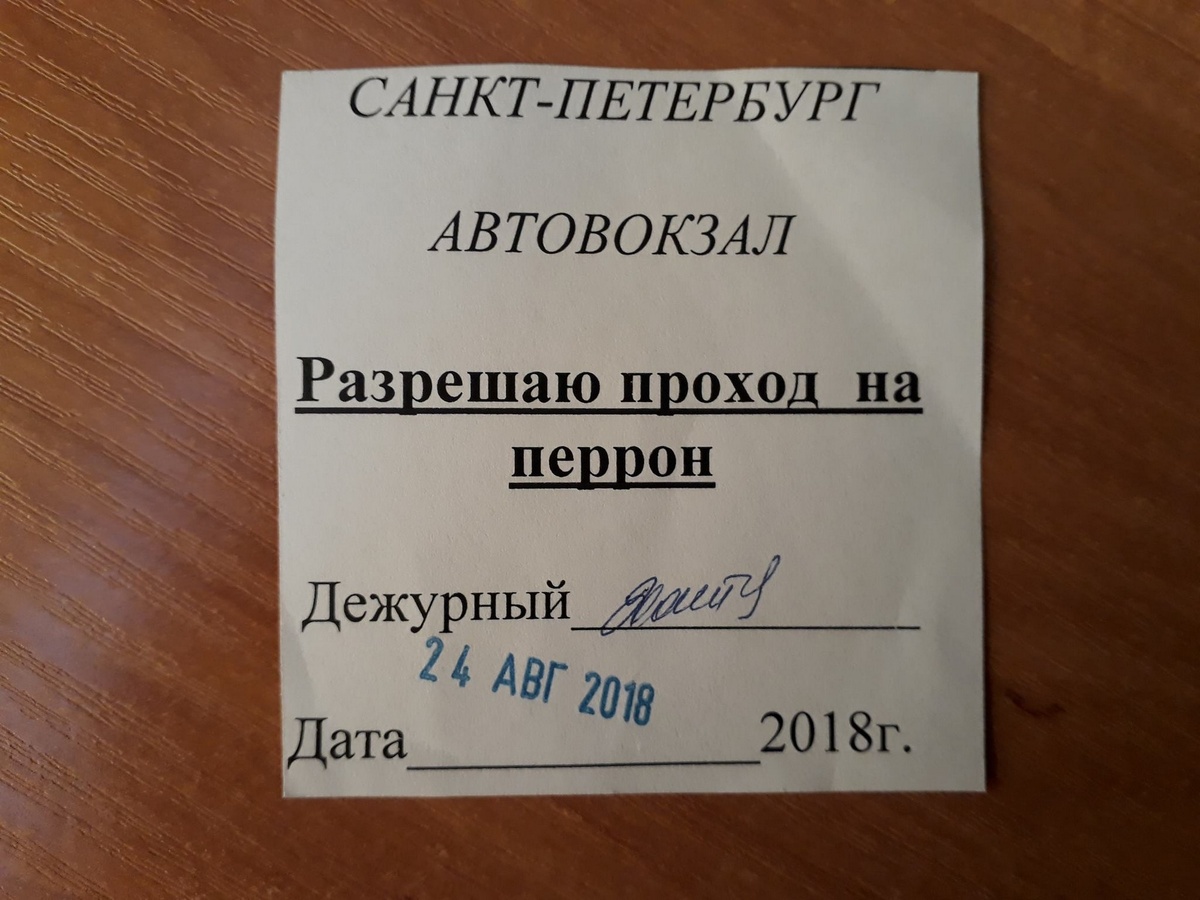 САНКТ-ПЕТЕРБУРГ
АВТОВОКЗАЛ
Разрешаю проход на
перрон
Дежурный
24 АВГ 2018
Дата 2018г.